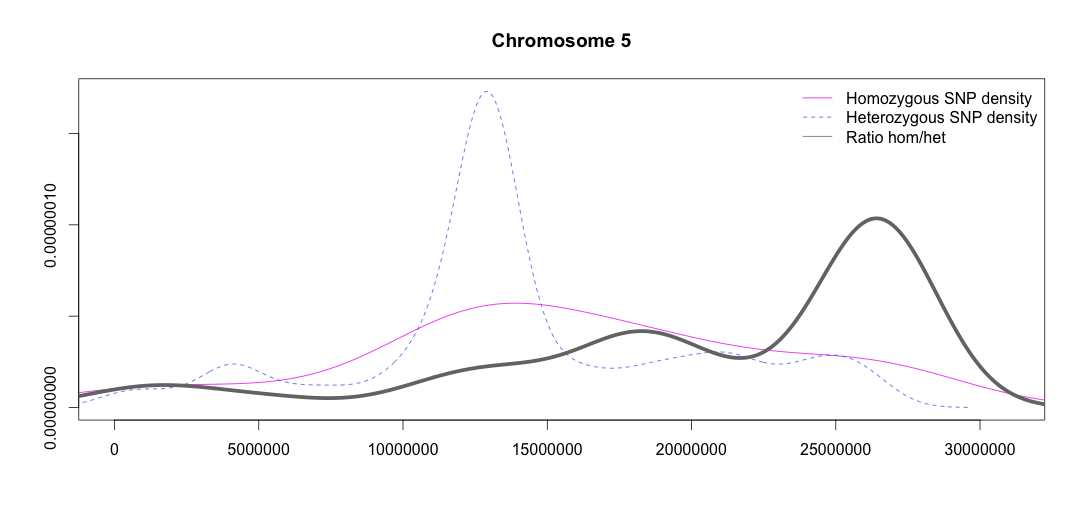 Chromosome 5
Homozygous SNP density
Heterozygous SNP density
Ratio hom/het
0.00000010
0.00000000
0 5000000 10000000 15000000 20000000 25000000 30000000